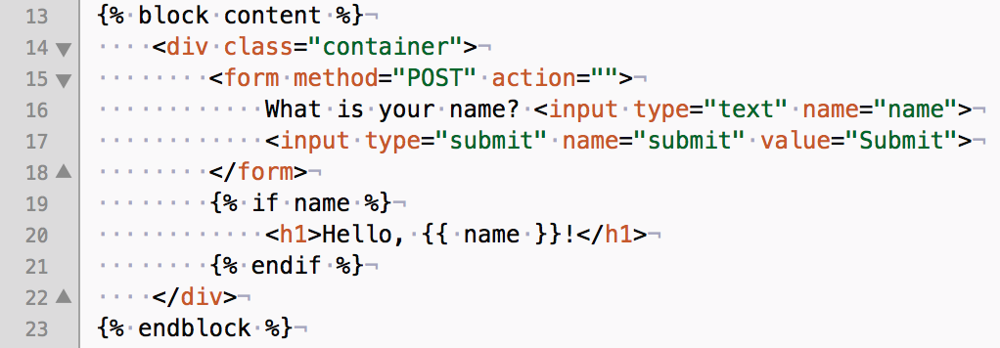 13 {% block content %}¬
14 ····<div class="container">¬
15 ········<form method="POST" action="">¬
16 ············What is your name? <input type="text" name="name">¬
17 ············<input type="submit" name="submit" value="Submit">¬
18 ········</form>¬
19 ········{% if name %}¬
20 ············<h1>Hello, {{ name }}!</h1>¬
21 ········{% endif %}¬
22 ····</div>¬
23 {% endblock %}¬